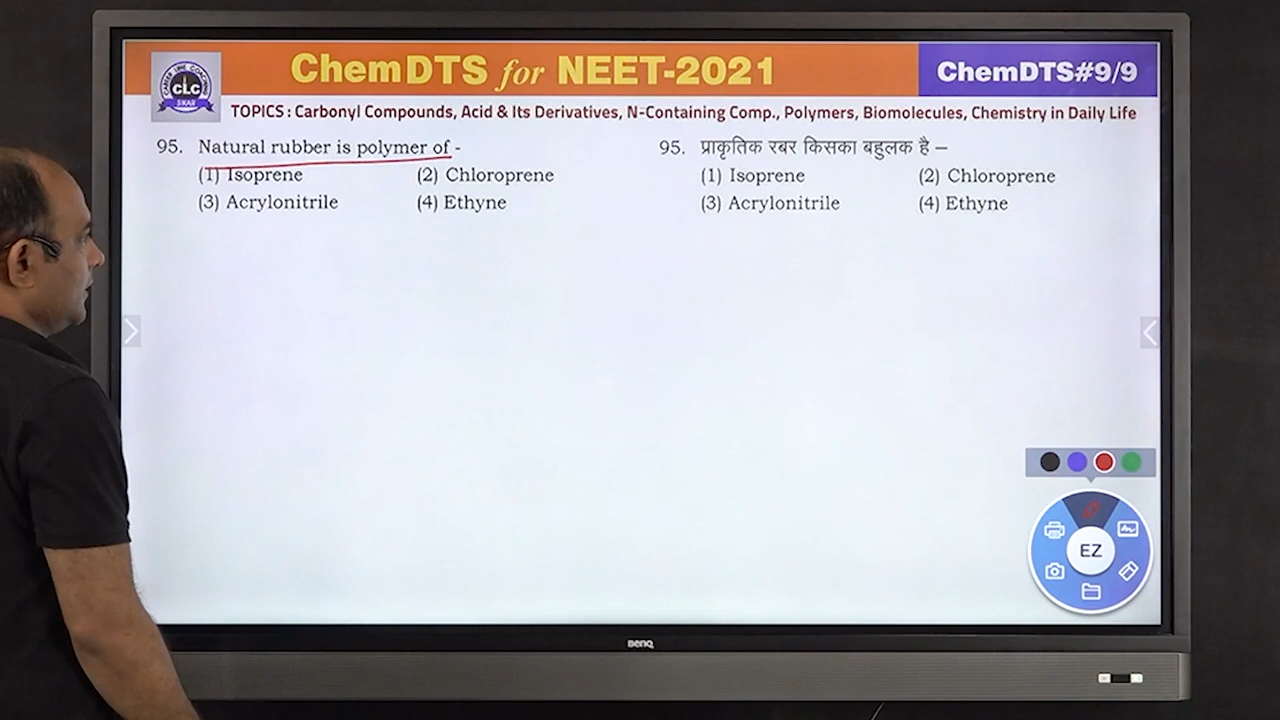 ChemDTS for NEET-2021
ChemDTS#9/9
CLC
SIKAR
TOPICS : Carbonyl Compounds, Acid & Its Derivatives, N-Containing Comp., Polymers, Biomolecules, Chemistry in Daily Life
95. Natural rubber is polymer of -
(1) Isoprene (2) Chloroprene
(3) Acrylonitrile (4) Ethyne
95. प्राकृतिक रबर किसका बहुलक है –
(1) Isoprene (2) Chloroprene
(3) Acrylonitrile (4) Ethyne
EZ
BenQ